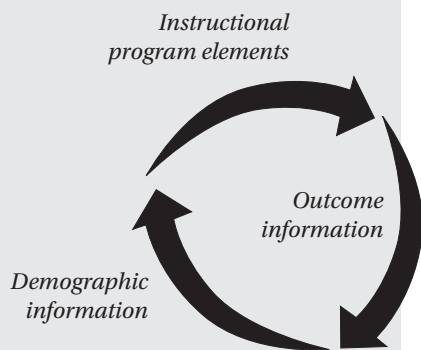 Instructional
program elements
Outcome
information
Demographic
information